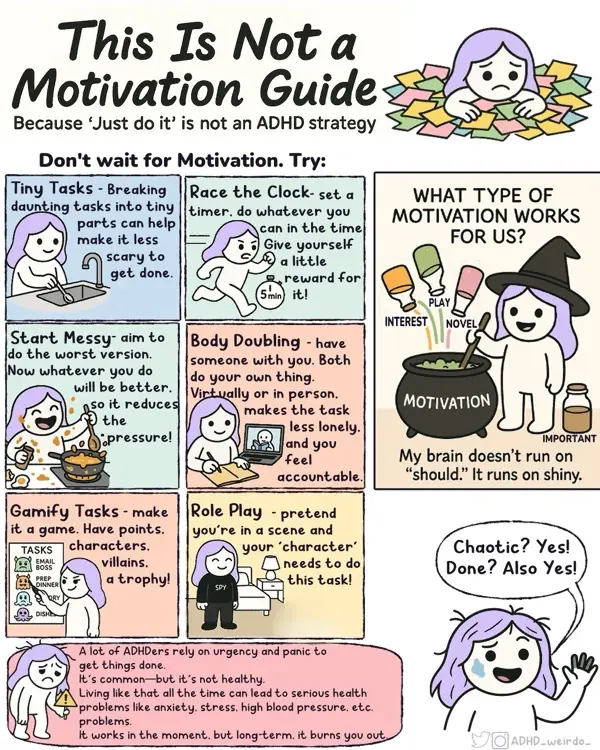 This Is Not a
Motivation Guide
Because ‘Just do it’ is not an ADHD strategy
Don't wait for Motivation. Try:
Tiny Tasks - Breaking
daunting tasks into tiny
parts can help
make it less
scary to
get done.
Race the Clock- set a
timer, do whatever you
can in the time
Give yourself
a little
reward for
it!
5 min
Start Messy- aim to
do the worst version.
Now whatever you do
will be better,
so it reduces
the
pressure!
Body Doubling - have
someone with you. Both
do your own thing.
Virtually or in person,
makes the task
less lonely,
and you
feel
accountable.
Gamify Tasks - make
it a game. Have points,
characters,
villains,
a trophy!
TASKS
EMAIL
BOSS
PREP
DINNER
Role Play - pretend
you're in a scene and
your ‘character’
needs to do
this task!
SPY
WHAT TYPE OF
MOTIVATION WORKS
FOR US?
INTEREST
PLAY
NOVEL
MOTIVATION
IMPORTANT
My brain doesn't run on
“should.” It runs on shiny.
Chaotic? Yes!
Done? Also Yes!
A lot of ADHDers rely on urgency and panic to
get things done.
It's common—but it's not healthy.
Living like that all the time can lead to serious health
problems like anxiety, stress, high blood pressure, etc.
problems.
It works in the moment, but long-term, it burns you out.
ADHD_weirdo_